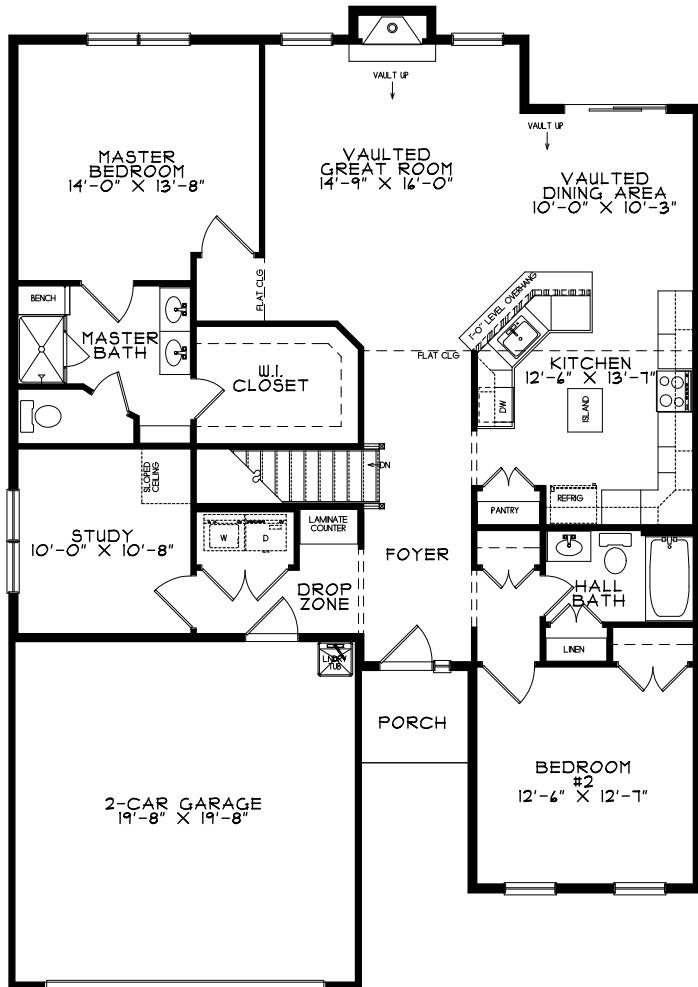 VAULT UP
VAULT UP
MASTER
BEDROOM
14'-0" X 13'-8"
VAULTED
GREAT ROOM
14'-9" X 16'-0"
VAULTED
DINING AREA
10'-0" X 10'-3"
FLAT CLG
BENCH
MASTER
BATH
1'-0" LEVEL OVERHANG
W.I.
CLOSET
FLAT CLG
KITCHEN
12'-6" X 13'-7"
ISLAND
DW
DN
SLOPED
CEILING
PANTRY
REFRIG
STUDY
10'-0" X 10'-8"
W
D
LAMINATE
COUNTER
FOYER
DROP
ZONE
HALL
BATH
LINEN
LNDRY
TUB
PORCH
BEDROOM
#2
12'-6" X 12'-7"
2-CAR GARAGE
19'-8" X 19'-8"